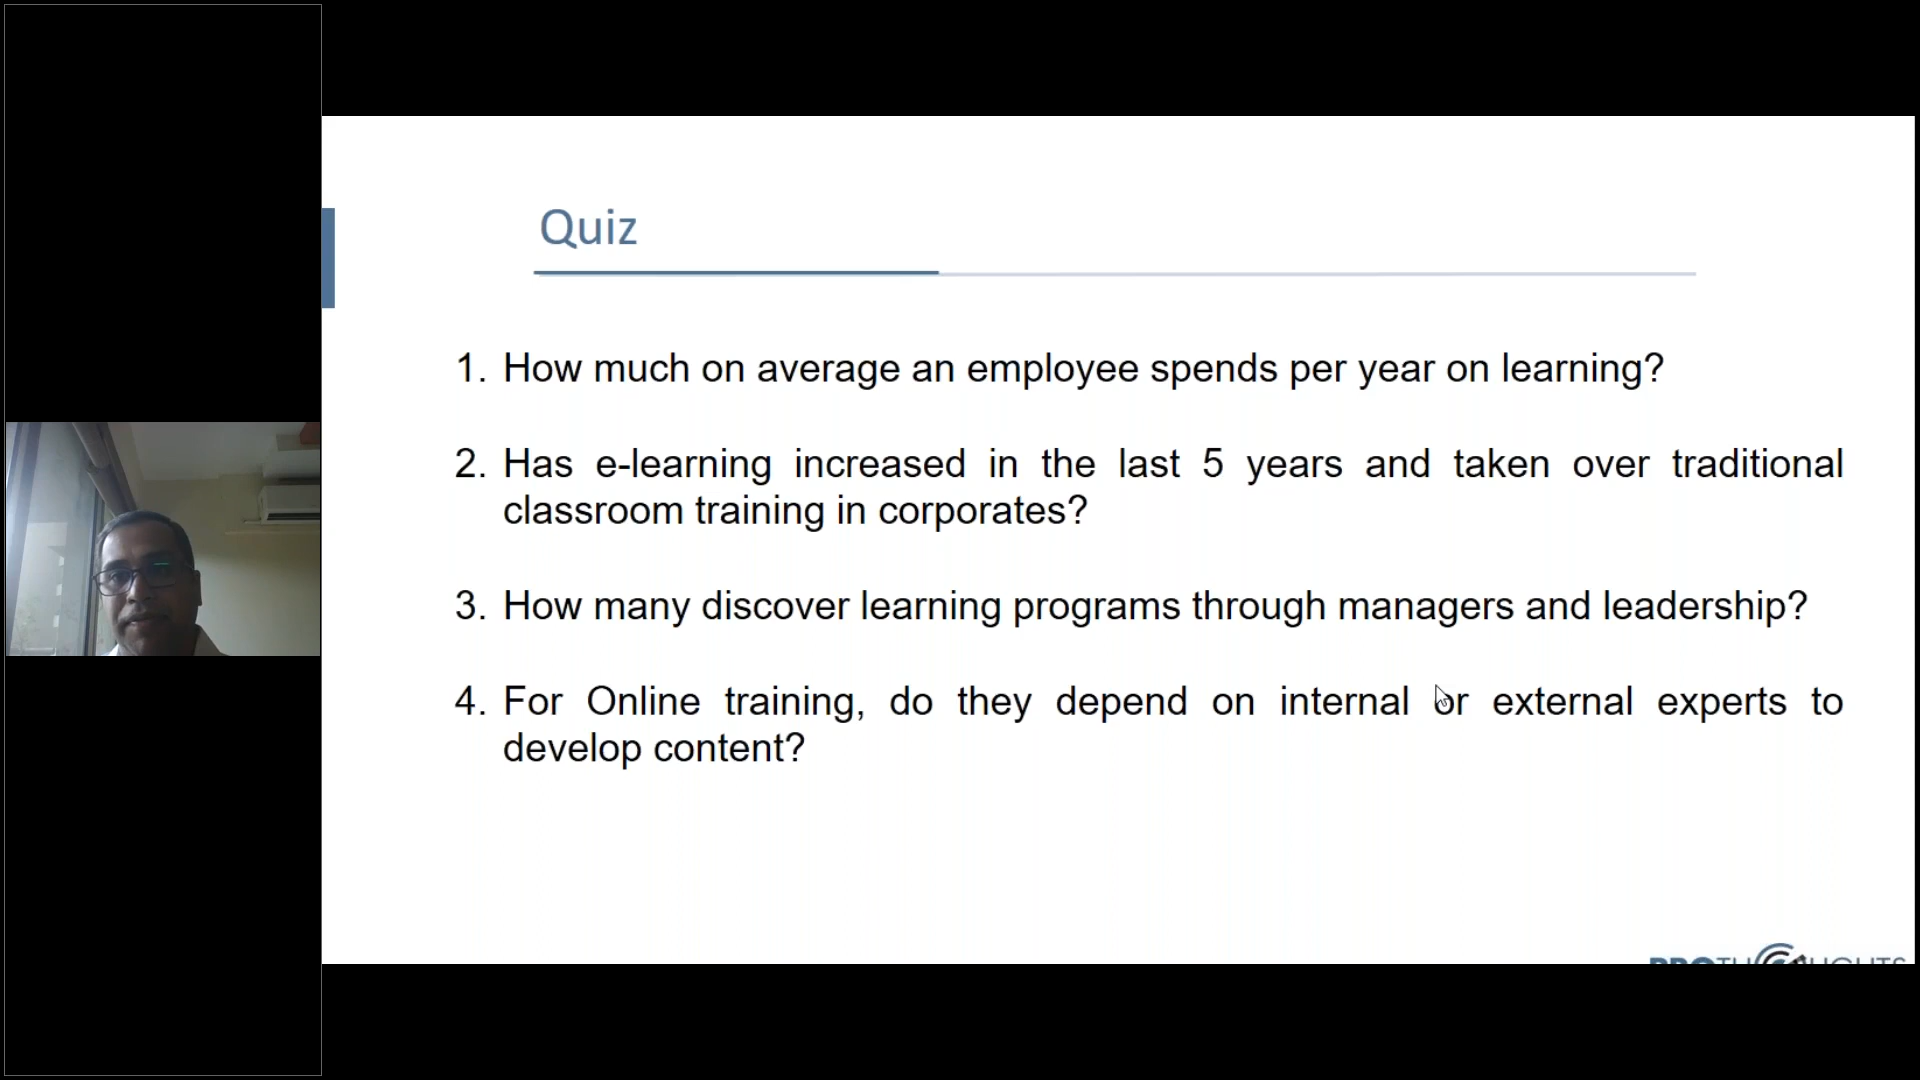 Quiz
1. How much on average an employee spends per year on learning?
2. Has e-learning increased in the last 5 years and taken over traditional
classroom training in corporates?
3. How many discover learning programs through managers and leadership?
4. For Online training, do they depend on internal or external experts to
develop content?